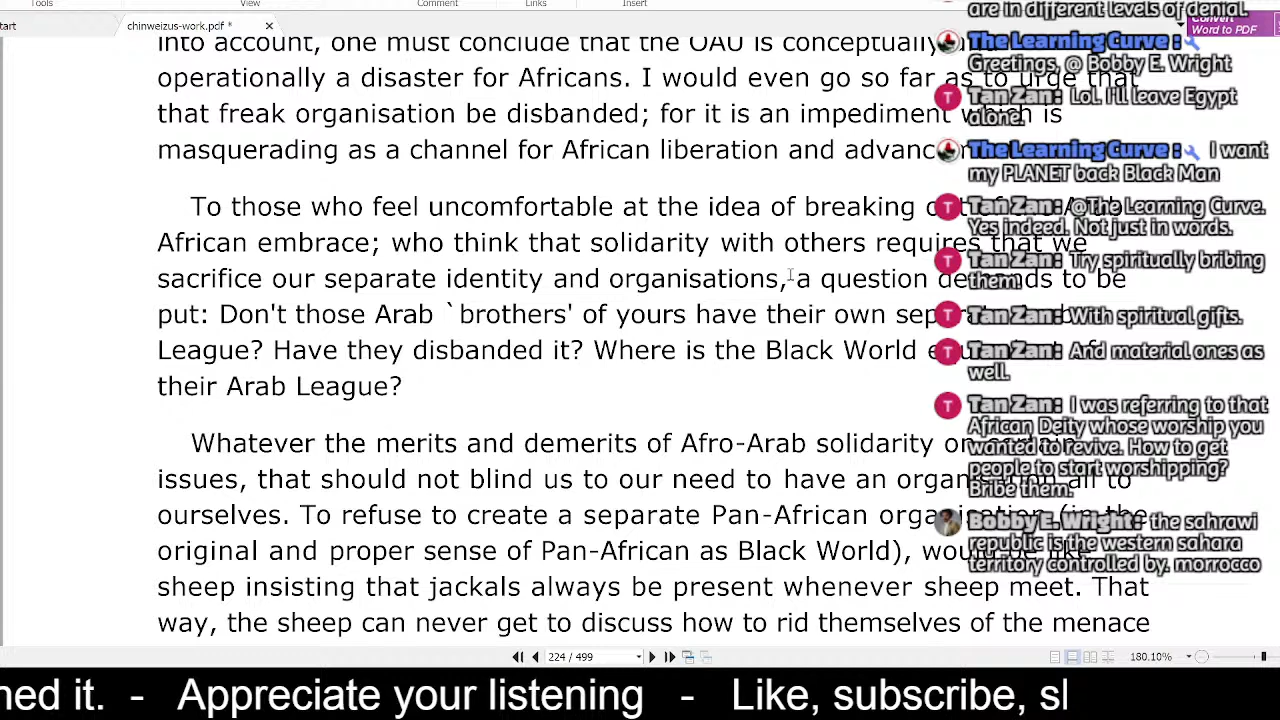 Tools View Comment Links Insert
tart chinweizus-work.pdf * ×
Convert
Word to PDF
into account, one must conclude that the OAU is conceptually
operationally a disaster for Africans. I would even go so far as to urge that
that freak organisation be disbanded; for it is an impediment which is
masquerading as a channel for African liberation and
To those who feel uncomfortable at the idea of breaking
African embrace; who think that solidarity with others requires that we
sacrifice our separate identity and organisations, a question demands to be
put: Don't those Arab `brothers' of yours have their own
League? Have they disbanded it? Where is the Black World
their Arab League?
Whatever the merits and demerits of Afro-Arab solidarity on certain
issues, that should not blind us to our need to have an organisation all to
ourselves. To refuse to create a separate Pan-African organisation (in the
original and proper sense of Pan-African as Black World), would be like
sheep insisting that jackals always be present whenever sheep meet. That
way, the sheep can never get to discuss how to rid themselves of the menace
are in different levels of denial.
The Learning Curve :
Greetings, @ Bobby E. Wright
T Tan Zan: Lol. I'll leave Egypt
alone.
The Learning Curve : I want
my PLANET back Black Man
T Tan Zan: @The Learning Curve.
Yes indeed. Not just in words.
T Tan Zan: Try spiritually bribing
them.
T Tan Zan: With spiritual gifts.
T Tan Zan: And material ones as
well.
T Tan Zan: I was referring to that
African Deity whose worship you
wanted to revive. How to get
people to start worshipping?
Bribe them.
Bobby E. Wright: the sahrawi
republic is the western sahara
territory controlled by. morrocco
224 / 499 180.10%
ned it. - Appreciate your listening - Like, subscribe, sl